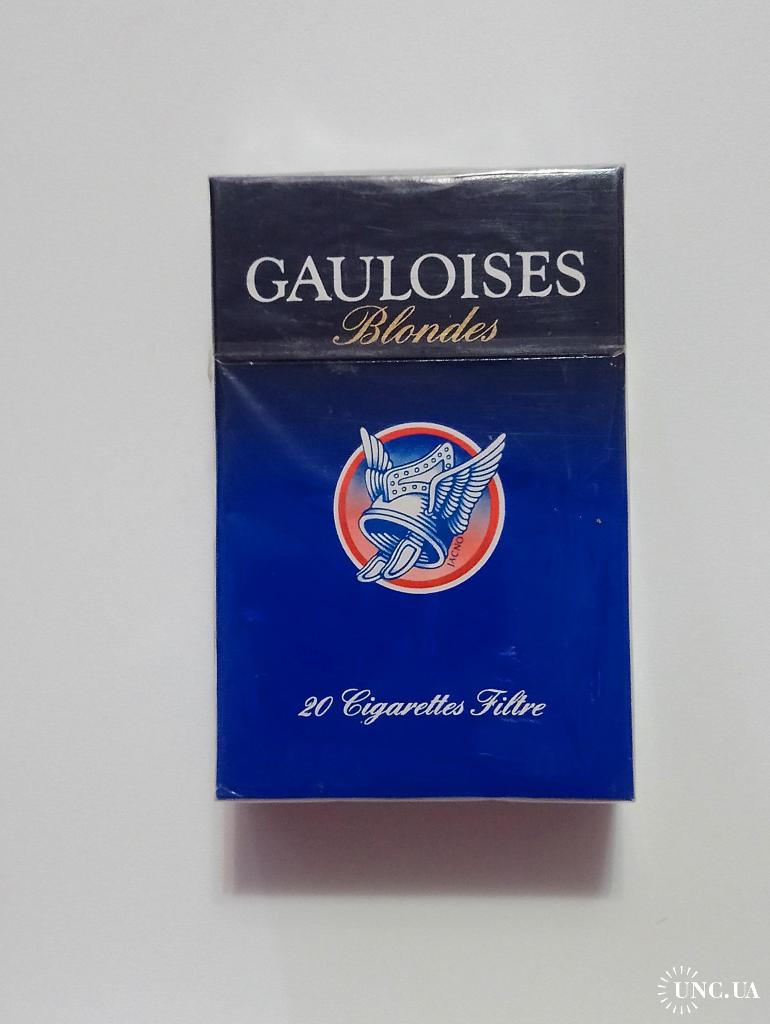 GAULOISES
Blondes
JACNO
20 Cigarettes Filtre
UNC.UA